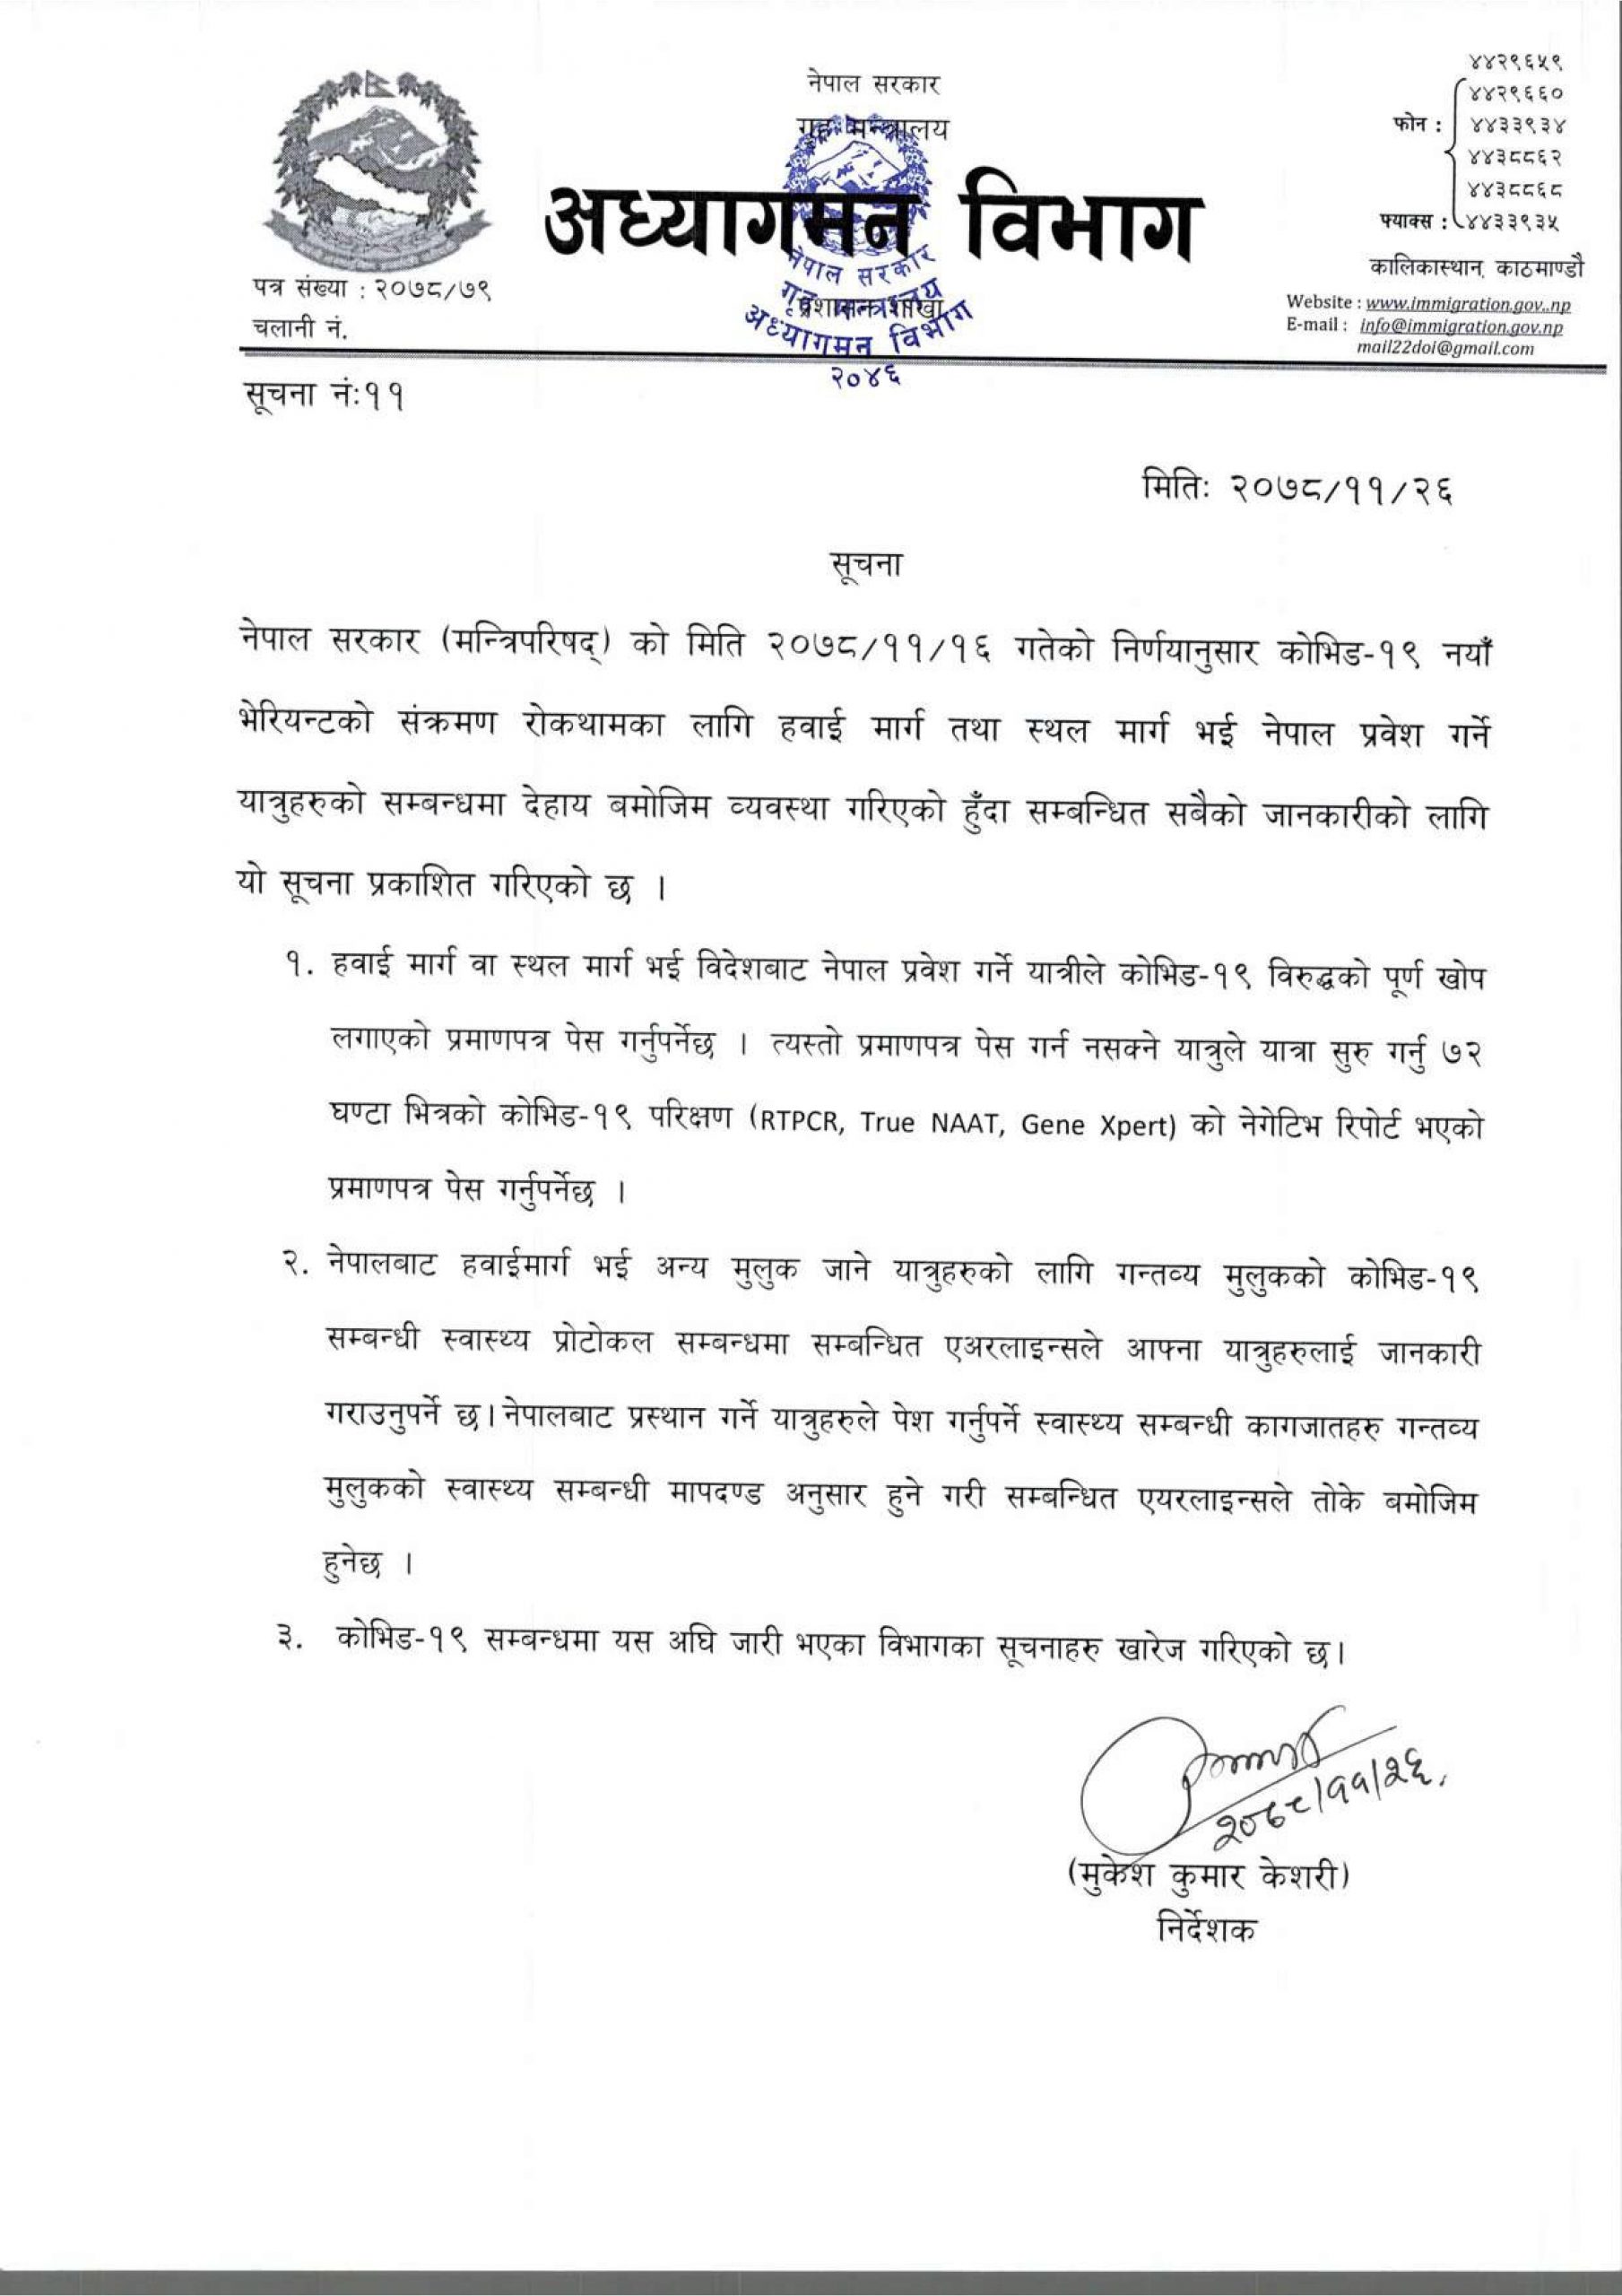 नेपाल सरकार
गृह मन्त्रालय
अध्यागमन विभाग
प्रशासन शाखा
नेपाल सरकार
गृह मन्त्रालय
अध्यागमन विभाग
२०४६
४४२९६५९
४४२९६६०
फोन : ४४३३९३४
४४३८८६२
४४३८८६८
फ्याक्स : ४४३३९३५
कालिकास्थान, काठमाण्डौ
Website : www.immigration.gov..np
E-mail : info@immigration.gov.np
mail22doi@gmail.com
पत्र संख्या : २०७८/७९
चलानी नं.
सूचना नंः११
मितिः २०७८/११/२६
सूचना
नेपाल सरकार (मन्त्रिपरिषद्) को मिति २०७८/११/१६ गतेको निर्णयानुसार कोभिड-१९ नयाँ
भेरियन्टको संक्रमण रोकथामका लागि हवाई मार्ग तथा स्थल मार्ग भई नेपाल प्रवेश गर्ने
यात्रुहरुको सम्बन्धमा देहाय बमोजिम व्यवस्था गरिएको हुँदा सम्बन्धित सबैको जानकारीको लागि
यो सूचना प्रकाशित गरिएको छ ।
१. हवाई मार्ग वा स्थल मार्ग भई विदेशबाट नेपाल प्रवेश गर्ने यात्रीले कोभिड-१९ विरुद्धको पूर्ण खोप
लगाएको प्रमाणपत्र पेस गर्नुपर्नेछ । त्यस्तो प्रमाणपत्र पेस गर्न नसक्ने यात्रुले यात्रा सुरु गर्नु ७२
घण्टा भित्रको कोभिड-१९ परिक्षण (RTPCR, True NAAT, Gene Xpert) को नेगेटिभ रिपोर्ट भएको
प्रमाणपत्र पेस गर्नुपर्नेछ ।
२. नेपालबाट हवाईमार्ग भई अन्य मुलुक जाने यात्रुहरुको लागि गन्तव्य मुलुकको कोभिड-१९
सम्बन्धी स्वास्थ्य प्रोटोकल सम्बन्धमा सम्बन्धित एअरलाइन्सले आफ्ना यात्रुहरुलाई जानकारी
गराउनुपर्ने छ। नेपालबाट प्रस्थान गर्ने यात्रुहरुले पेश गर्नुपर्ने स्वास्थ्य सम्बन्धी कागजातहरु गन्तव्य
मुलुकको स्वास्थ्य सम्बन्धी मापदण्ड अनुसार हुने गरी सम्बन्धित एयरलाइन्सले तोके बमोजिम
हुनेछ ।
३. कोभिड-१९ सम्बन्धमा यस अघि जारी भएका विभागका सूचनाहरु खारेज गरिएको छ।
२०७८/११/२६.
(मुकेश कुमार केशरी)
निर्देशक